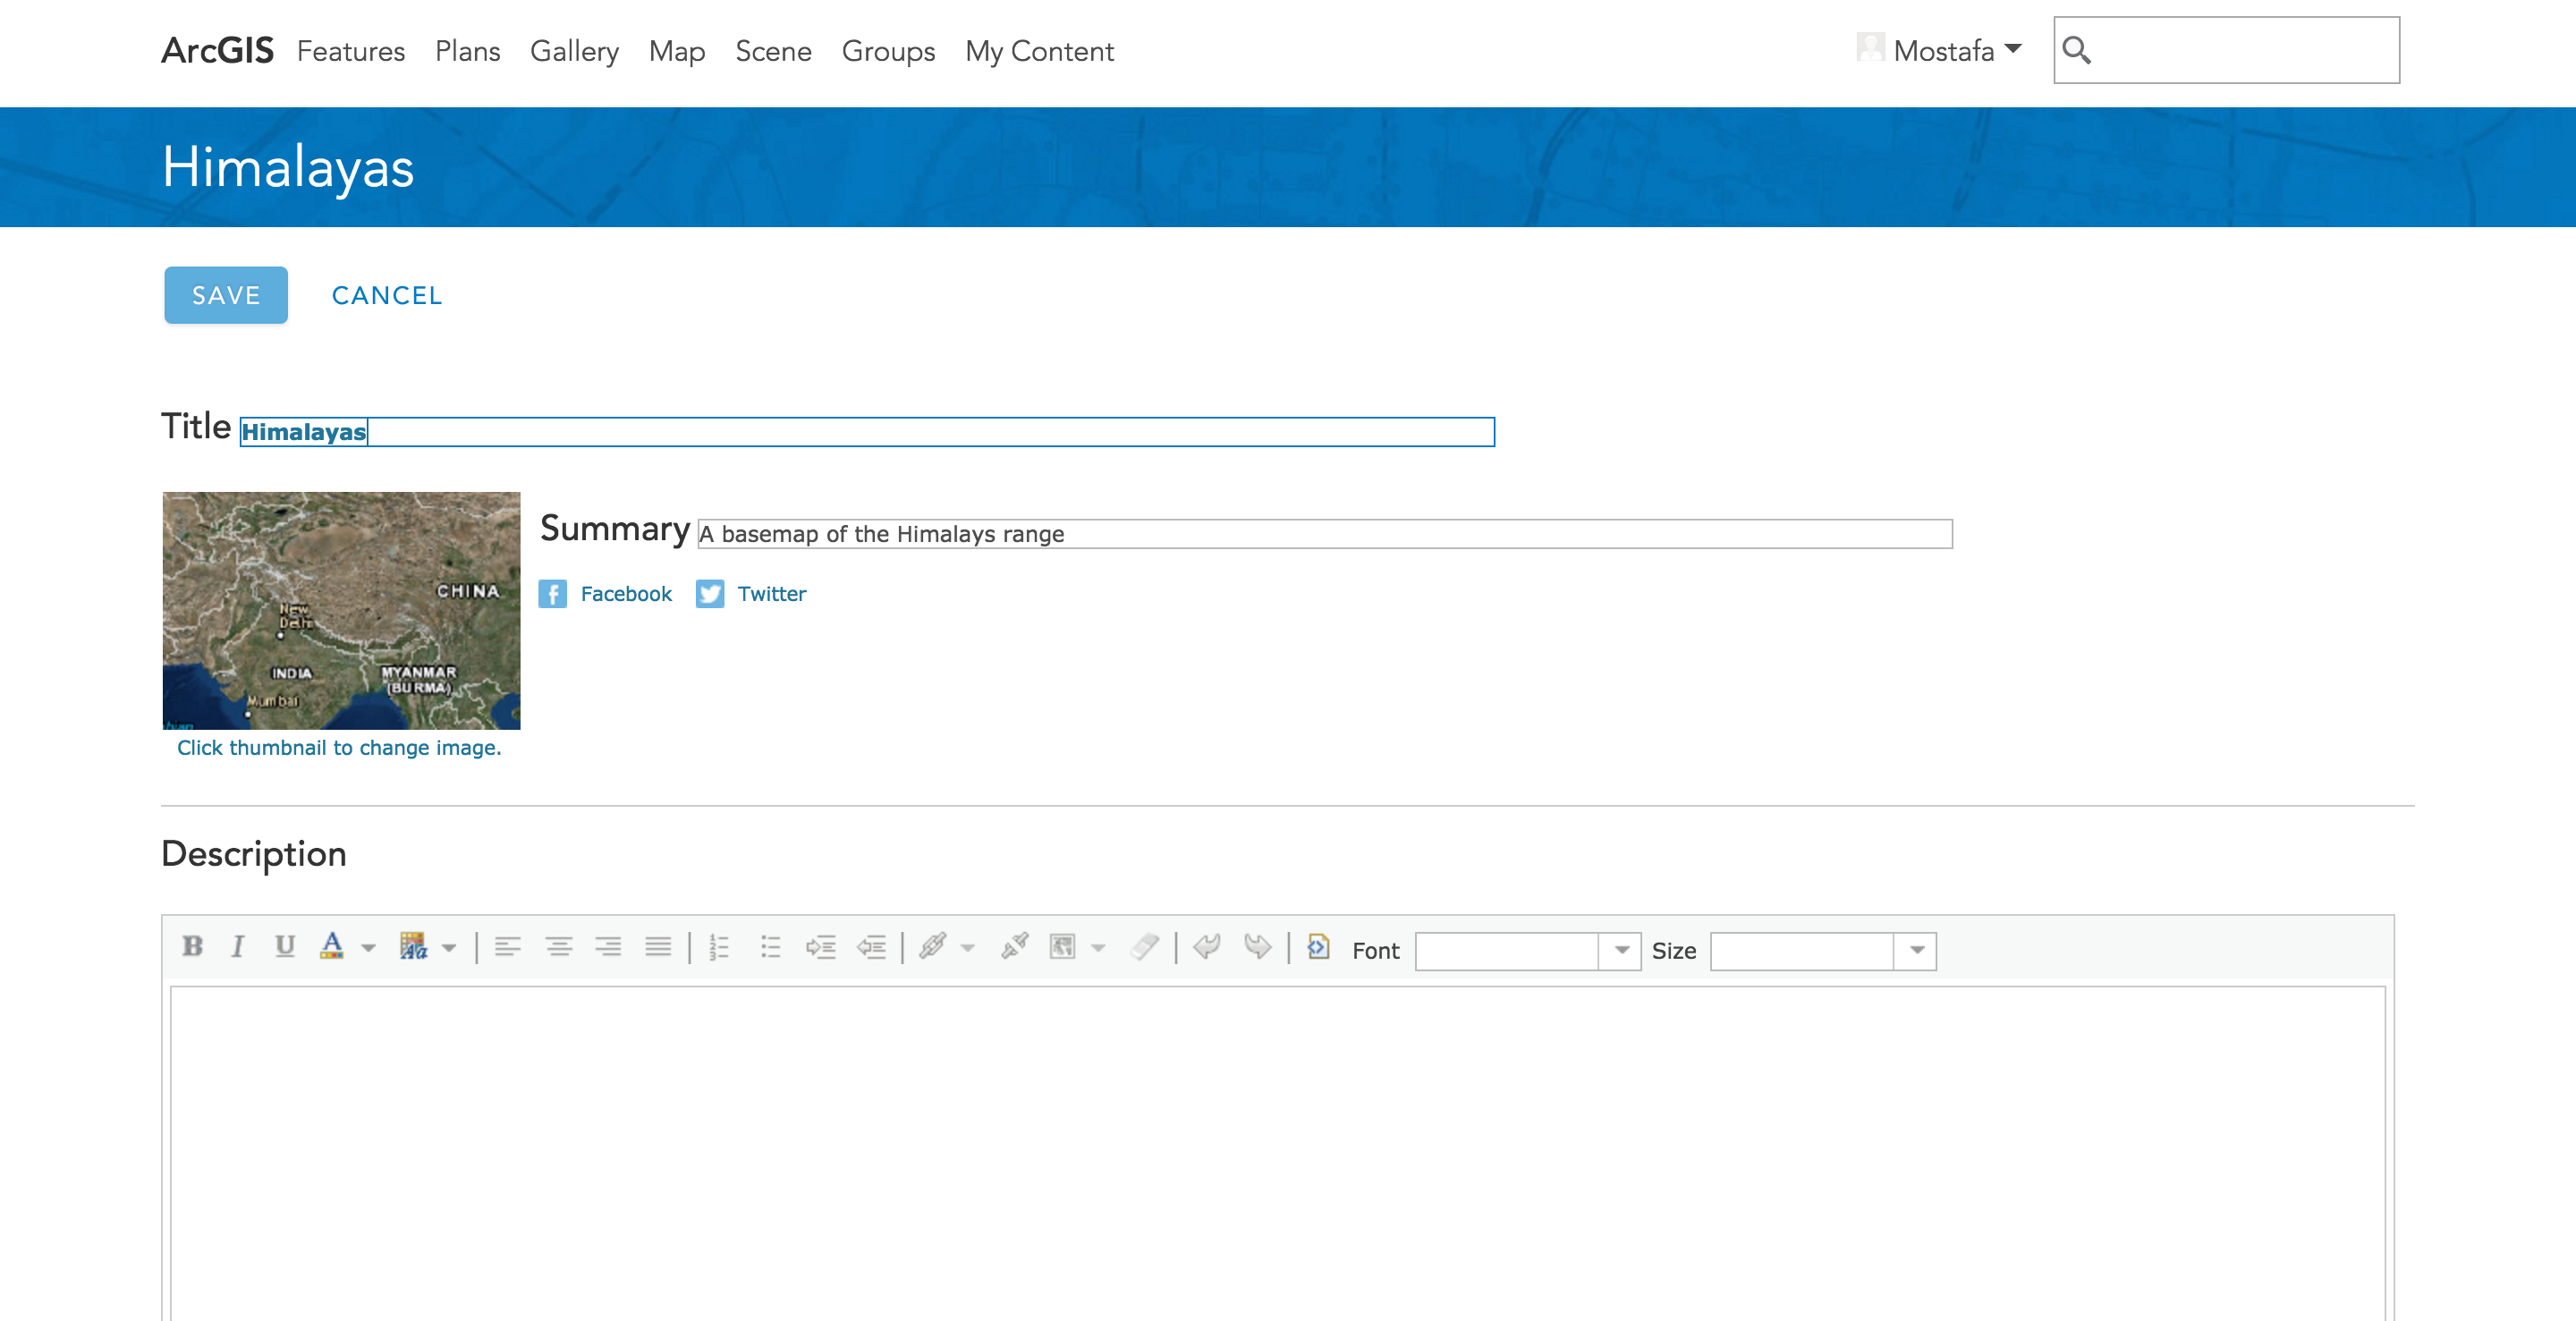 ArcGIS Features Plans Gallery Map Scene Groups My Content Mostafa
Himalayas
SAVE CANCEL
Title Himalayas
Summary A basemap of the Himalays range
Facebook Twitter
CHINA
New
Delhi
INDIA
MYANMAR
(BURMA)
Mumbai
Click thumbnail to change image.
Description
B I U A Aa Font Size